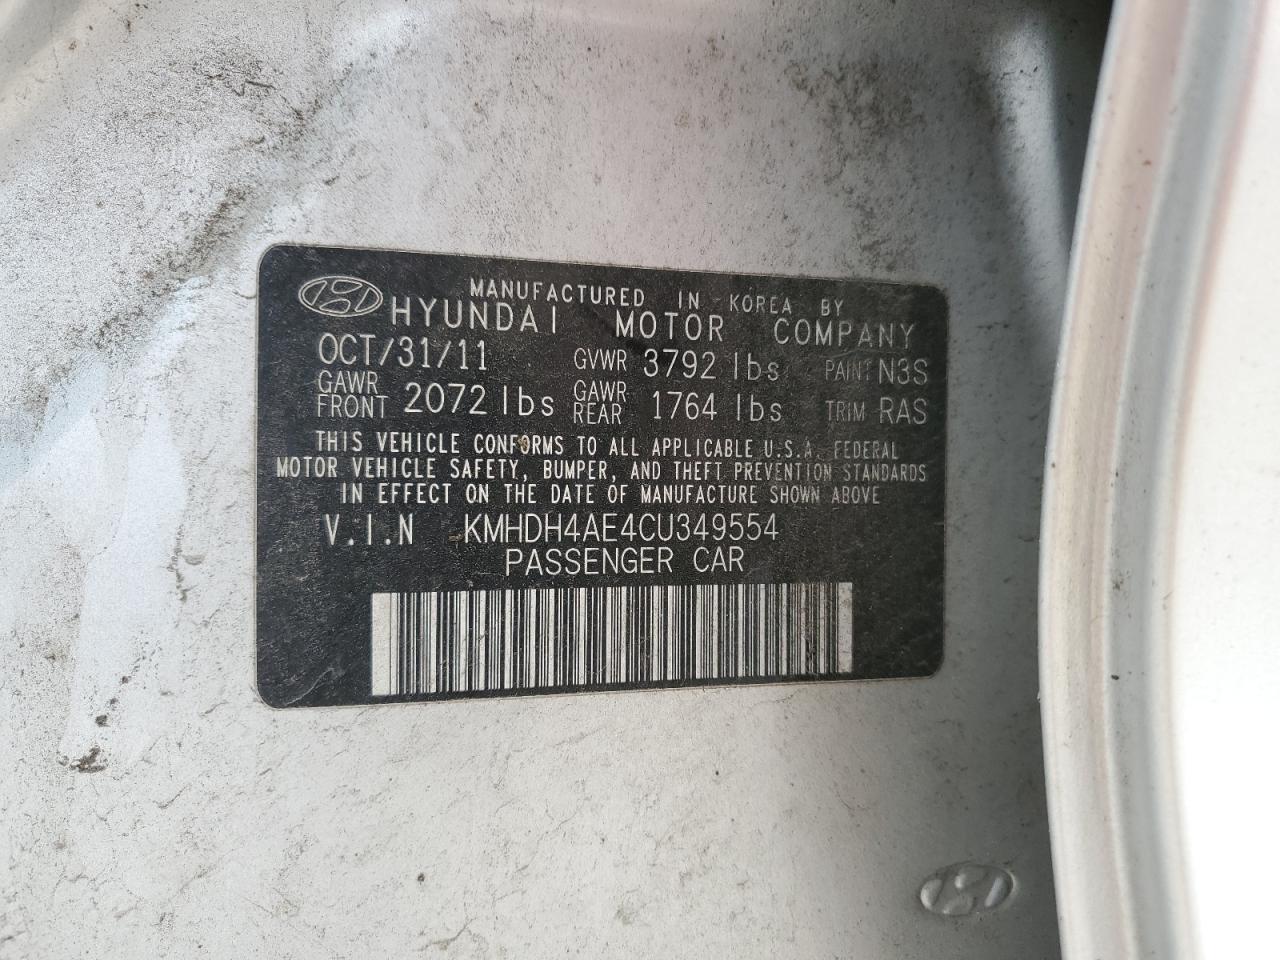 MANUFACTURED IN KOREA BY
HYUNDAI MOTOR COMPANY
OCT/31/11 GVWR 3792 lbs PAINT N3S
GAWR FRONT 2072 lbs GAWR REAR 1764 lbs TRIM RAS
THIS VEHICLE CONFORMS TO ALL APPLICABLE U.S.A. FEDERAL
MOTOR VEHICLE SAFETY, BUMPER, AND THEFT PREVENTION STANDARDS
IN EFFECT ON THE DATE OF MANUFACTURE SHOWN ABOVE
V.I.N KMHDH4AE4CU349554
PASSENGER CAR